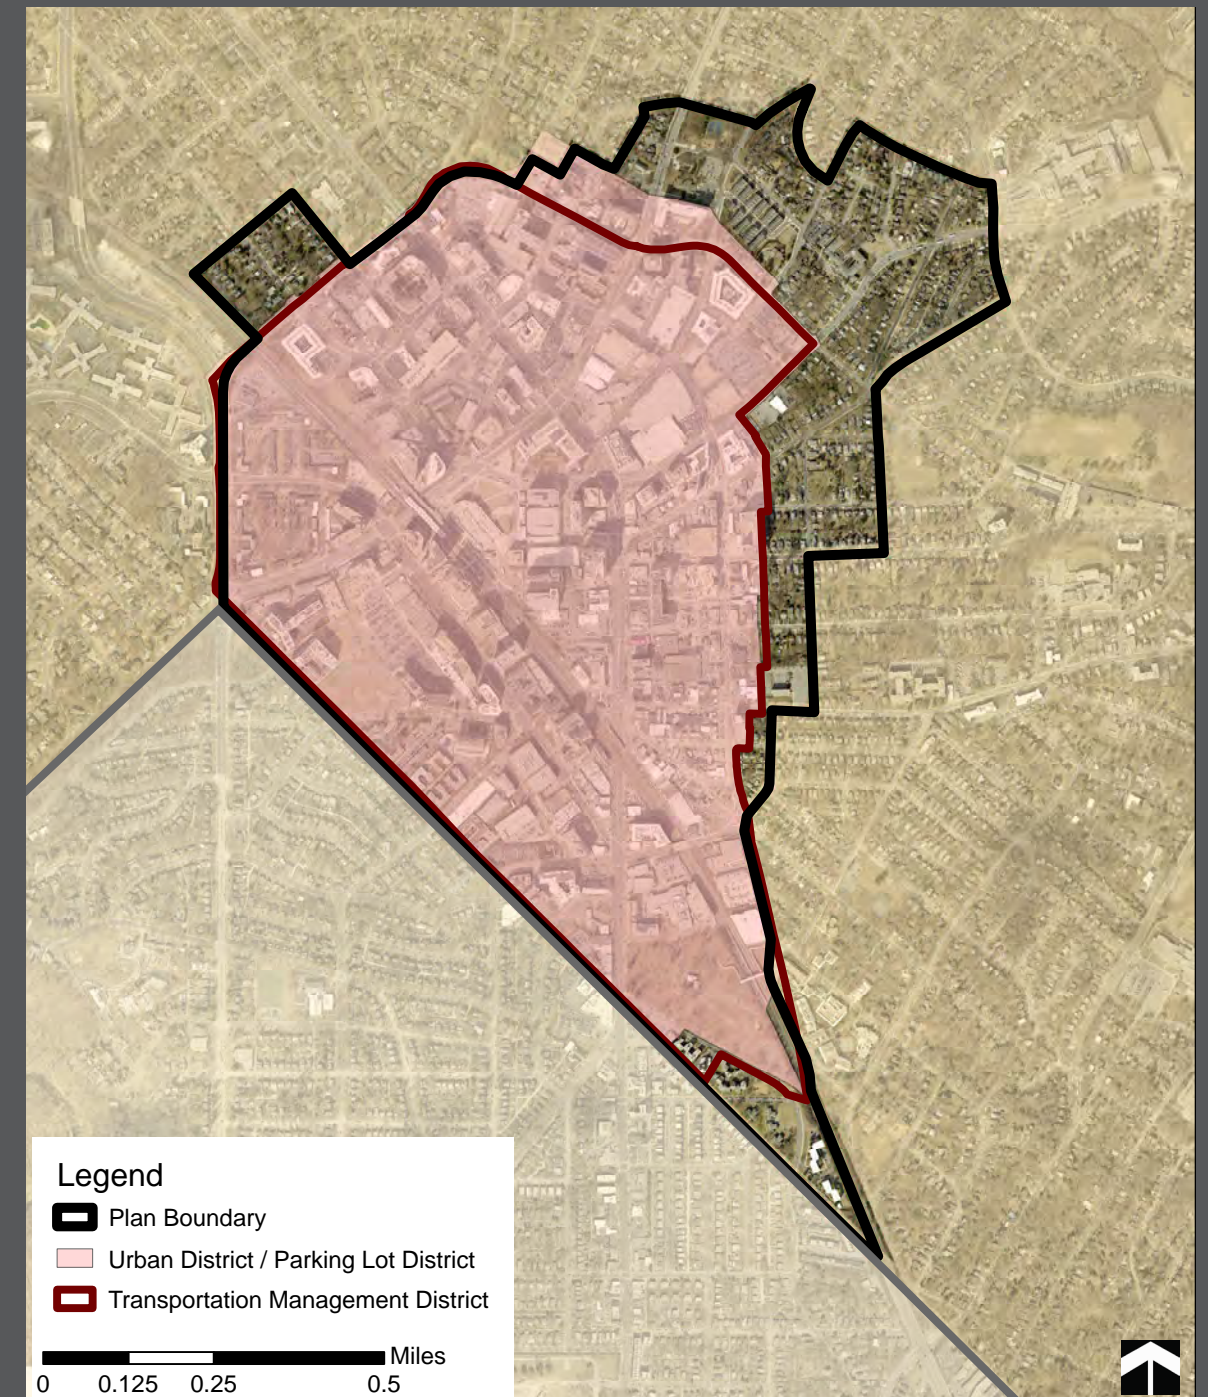 Legend
Plan Boundary
Urban District / Parking Lot District
Transportation Management District
Miles
0 0.125 0.25 0.5